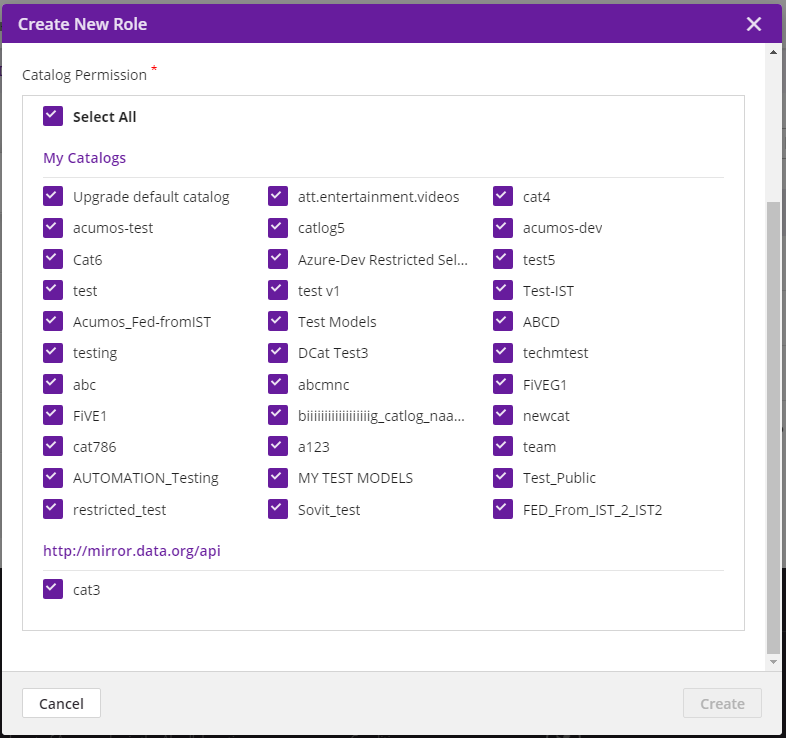 Create New Role
Catalog Permission *
Select All
My Catalogs
Upgrade default catalog att.entertainment.videos cat4
acumos-test catlog5 acumos-dev
Cat6 Azure-Dev Restricted Sel... test5
test test v1 Test-IST
Acumos_Fed-fromIST Test Models ABCD
testing DCat Test3 techmtest
abc abcmnc FiVEG1
FiVE1 biiiiiiiiiiiiiiiiig_catlog_naa... newcat
cat786 a123 team
AUTOMATION_Testing MY TEST MODELS Test_Public
restricted_test Sovit_test FED_From_IST_2_IST2
http://mirror.data.org/api
cat3
Cancel Create